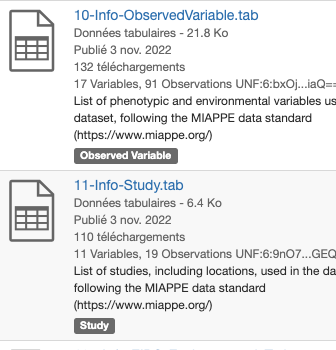 10-Info-ObservedVariable.tab
Données tabulaires - 21.8 Ko
Publié 3 nov. 2022
132 téléchargements
17 Variables, 91 Observations UNF:6:bxOj...iaQ==
List of phenotypic and environmental variables us
dataset, following the MIAPPE data standard
(https://www.miappe.org/)
Observed Variable
11-Info-Study.tab
Données tabulaires - 6.4 Ko
Publié 3 nov. 2022
110 téléchargements
11 Variables, 19 Observations UNF:6:9nO7...GEQ
List of studies, including locations, used in the da
following the MIAPPE data standard
(https://www.miappe.org/)
Study